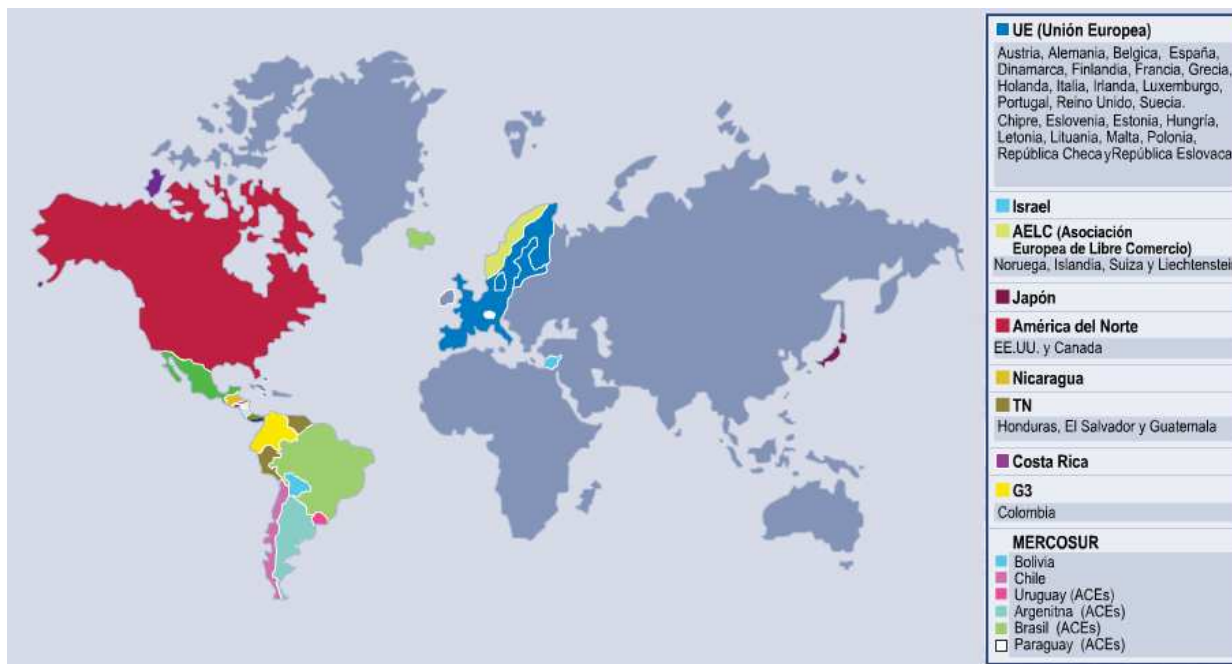 UE (Unión Europea)
Austria, Alemania, Belgica, España,
Dinamarca, Finlandia, Francia, Grecia,
Holanda, Italia, Irlanda, Luxemburgo,
Portugal, Reino Unido, Suecia.
Chipre, Eslovenia, Estonia, Hungría,
Letonia, Lituania, Malta, Polonia,
República Checa y República Eslovaca
Israel
AELC (Asociación
Europea de Libre Comercio)
Noruega, Islandia, Suiza y Liechtenstein
Japón
América del Norte
EE.UU. y Canada
Nicaragua
TN
Honduras, El Salvador y Guatemala
Costa Rica
G3
Colombia
MERCOSUR
Bolivia
Chile
Uruguay (ACEs)
Argenitna (ACEs)
Brasil (ACEs)
Paraguay (ACEs)